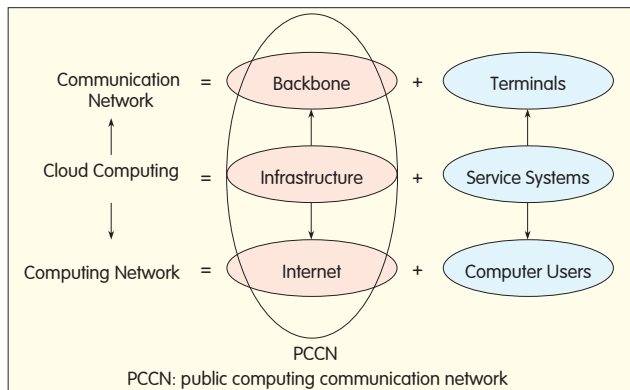 Communication Network = Backbone + Terminals
Cloud Computing = Infrastructure + Service Systems
Computing Network = Internet + Computer Users
PCCN
PCCN: public computing communication network